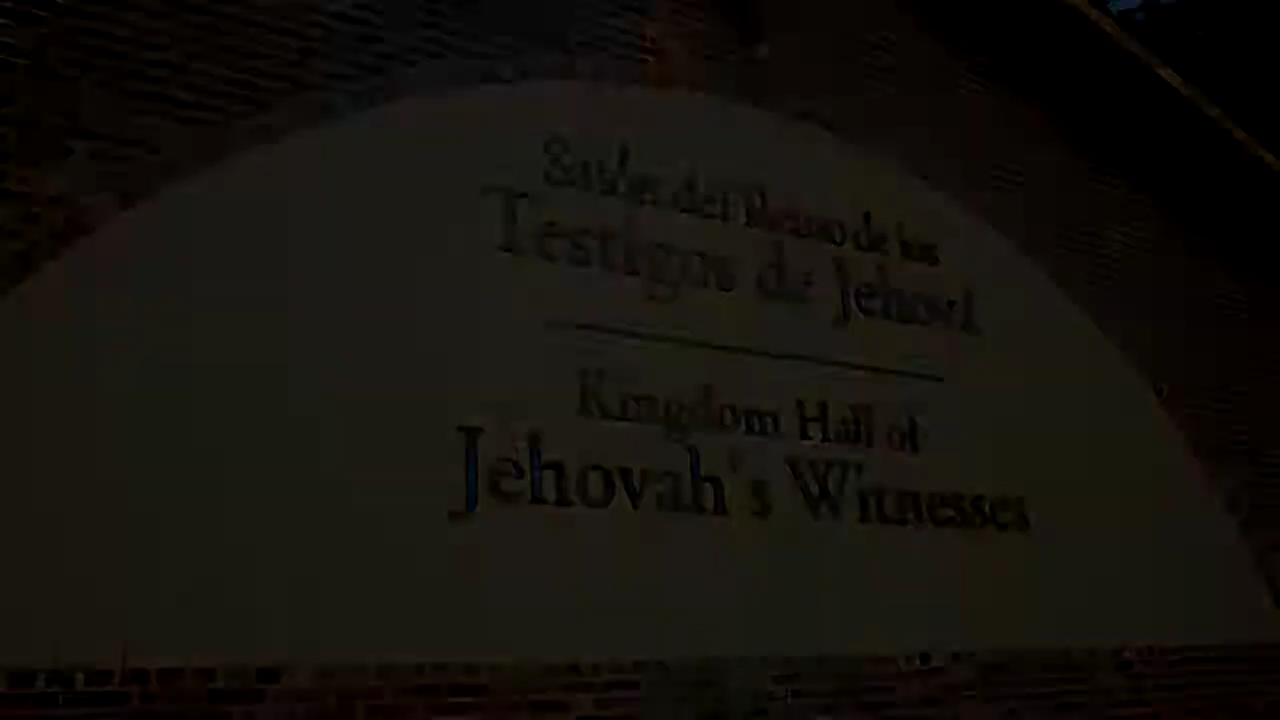 Salón del Reino de los
Testigos de Jehová
Kingdom Hall of
Jehovah's Witnesses